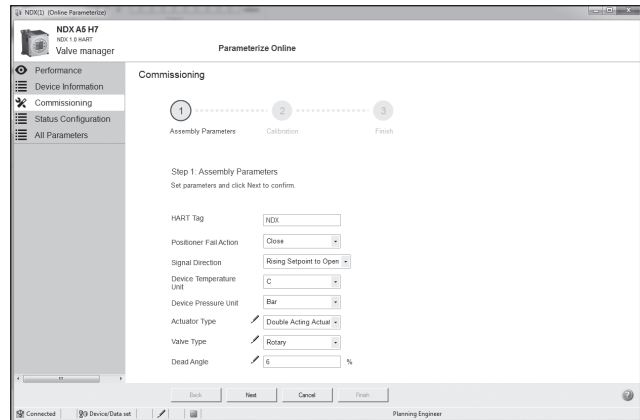 NDX(1) (Online Parameterize)
NDX A5 H7
NDX 1.0 HART
Valve manager
Parameterize Online
Performance
Device Information
Commissioning
Status Configuration
All Parameters
Commissioning
1
2
3
Assembly Parameters
Calibration
Finish
Step 1: Assembly Parameters
Set parameters and click Next to confirm.
HART Tag
NDX
Positioner Fail Action
Close
Signal Direction
Rising Setpoint to Open
Device Temperature
Unit
C
Device Pressure Unit
Bar
Actuator Type
Double Acting Actuat
Valve Type
Rotary
Dead Angle
6
%
Back
Next
Cancel
Finish
?
Connected
Device/Data set
Planning Engineer